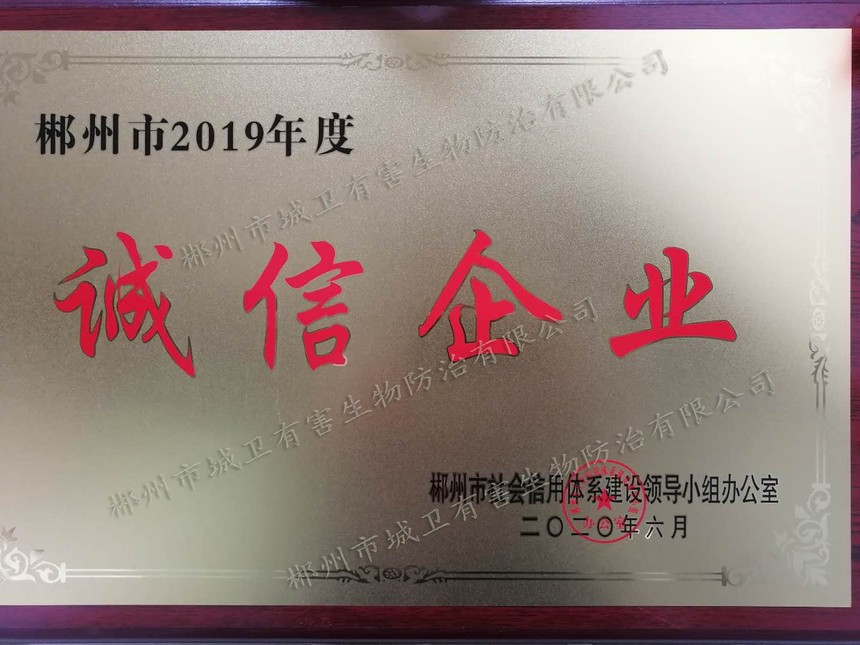 郴州市2019年度
诚信企业
郴州市社会信用体系建设领导小组办公室
二〇二〇年六月
郴州市城卫有害生物防治有限公司
郴州市城卫有害生物防治有限公司
郴州市城卫有害生物防治有限公司